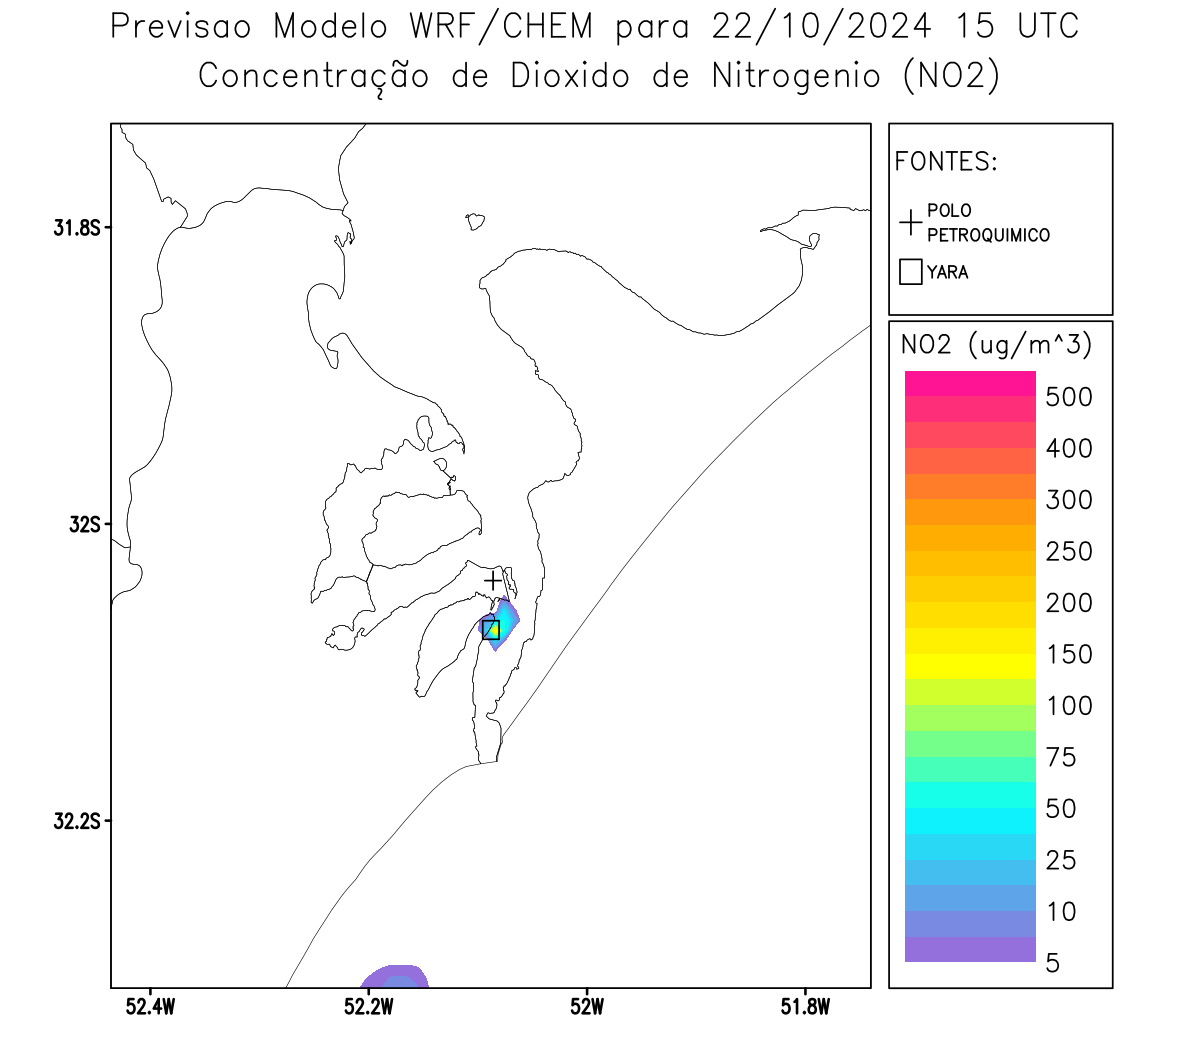 Previsao Modelo WRF/CHEM para 22/10/2024 15 UTC
Concentração de Dioxido de Nitrogenio (NO2)
FONTES:
POLO
PETROQUIMICO
YARA
NO2 (ug/m^3)
500
400
300
250
200
150
100
75
50
25
10
5
31.8S
32S
32.2S
52.4W
52.2W
52W
51.8W